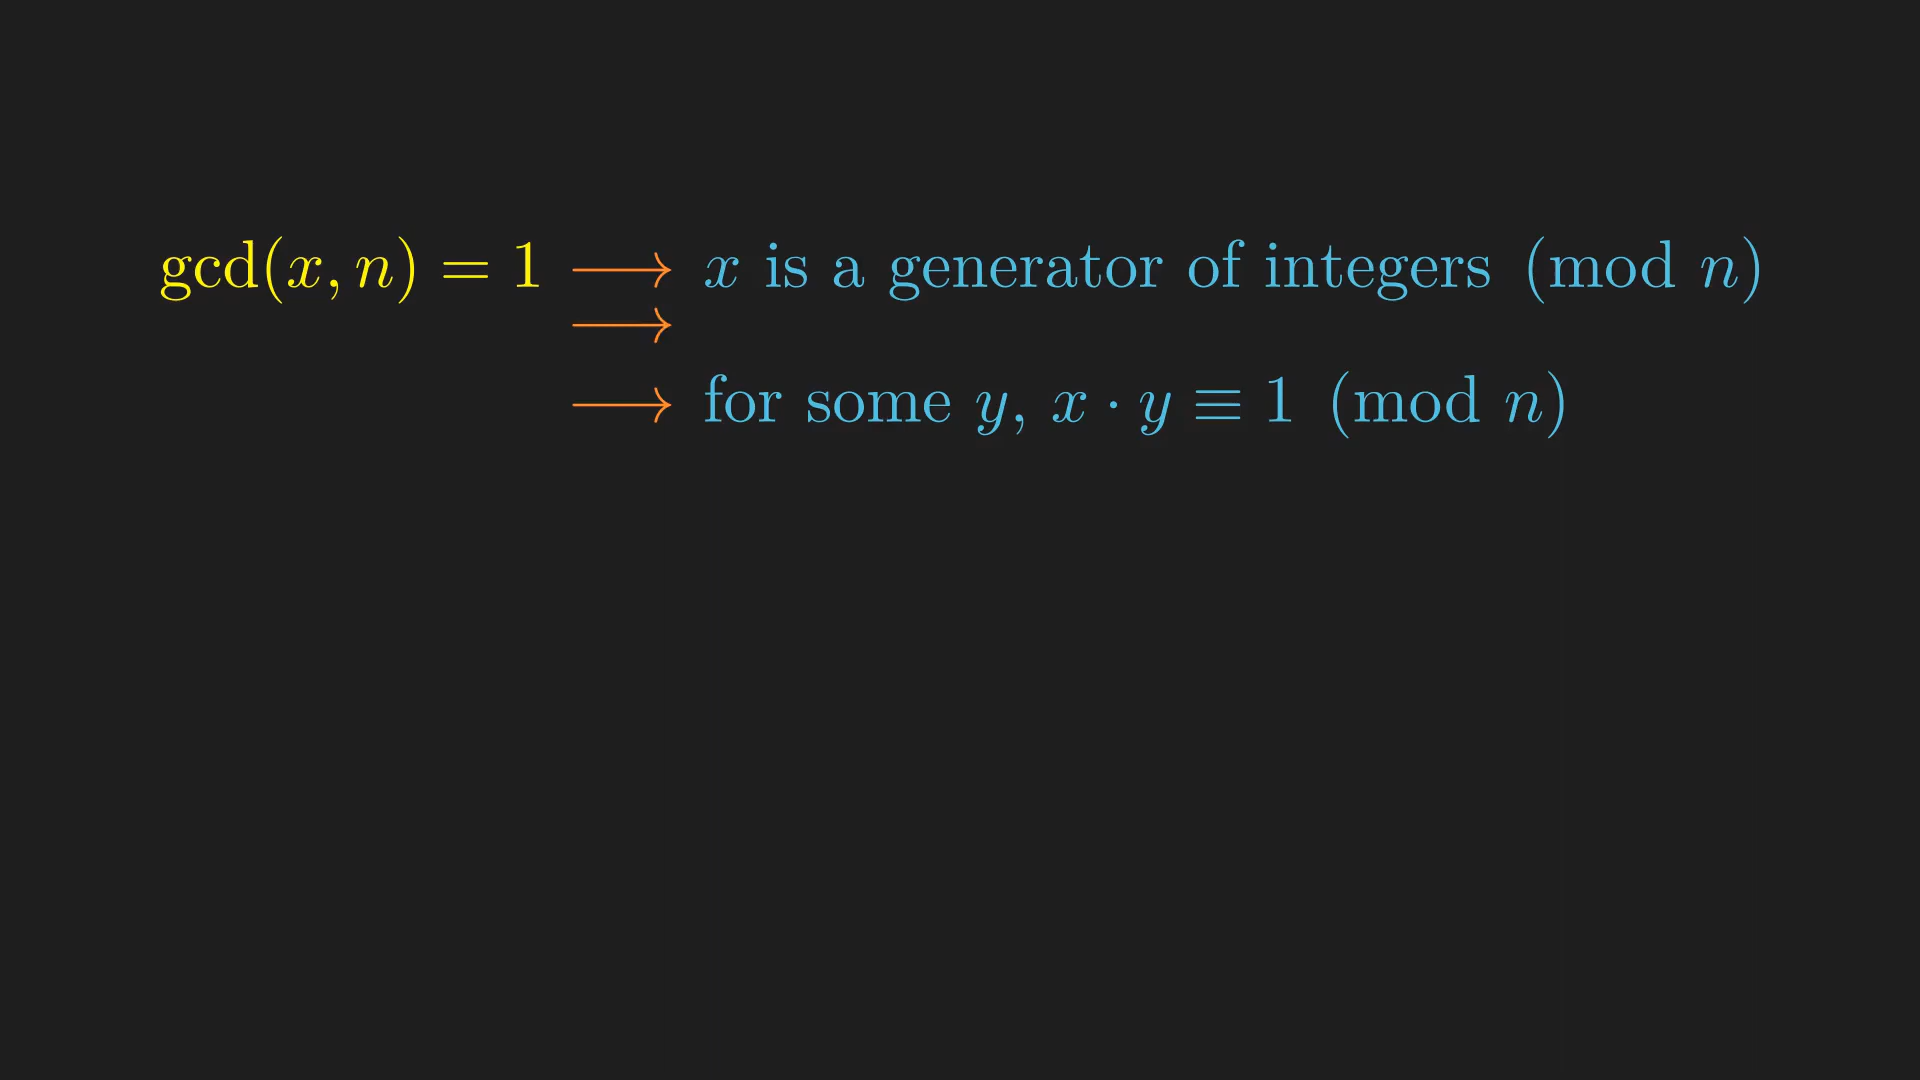 gcd(x, n) = 1 ⟶ x is a generator of integers (mod n)
⟶
⟶ for some y, x · y ≡ 1 (mod n)